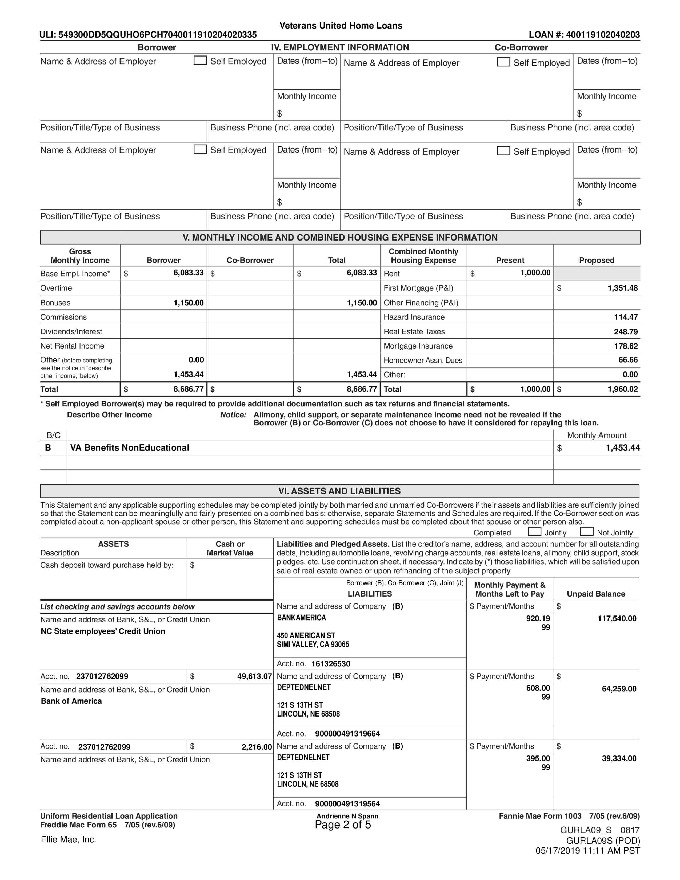 Veterans United Home Loans
ULI: 549300DD5QQUHO6PCH7040011910204020335 LOAN #: 400119102040203
Borrower IV. EMPLOYMENT INFORMATION Co-Borrower
Name & Address of Employer Self Employed Dates (from–to) Name & Address of Employer Self Employed Dates (from–to)
Monthly Income Monthly Income
$ $
Position/Title/Type of Business Business Phone (incl. area code) Position/Title/Type of Business Business Phone (incl. area code)
Name & Address of Employer Self Employed Dates (from–to) Name & Address of Employer Self Employed Dates (from–to)
Monthly Income Monthly Income
$ $
Position/Title/Type of Business Business Phone (incl. area code) Position/Title/Type of Business Business Phone (incl. area code)
V. MONTHLY INCOME AND COMBINED HOUSING EXPENSE INFORMATION
Gross Combined Monthly
Monthly Income Borrower Co-Borrower Total Housing Expense Present Proposed
Base Empl. Income* $ 6,083.33 $ $ 6,083.33 Rent $ 1,000.00
Overtime First Mortgage (P&I) $ 1,351.48
Bonuses 1,150.00 1,150.00 Other Financing (P&I)
Commissions Hazard Insurance 114.47
Dividends/Interest Real Estate Taxes 248.79
Net Rental Income Mortgage Insurance 178.62
Other (before completing, 0.00 Homeowner Assn. Dues 66.66
see the notice in "describe
other income," below) 1,453.44 1,453.44 Other: 0.00
Total $ 8,686.77 $ $ 8,686.77 Total $ 1,000.00 $ 1,960.02
* Self Employed Borrower(s) may be required to provide additional documentation such as tax returns and financial statements.
Describe Other Income Notice: Alimony, child support, or separate maintenance income need not be revealed if the
Borrower (B) or Co-Borrower (C) does not choose to have it considered for repaying this loan.
B/C Monthly Amount
B VA Benefits NonEducational $ 1,453.44
VI. ASSETS AND LIABILITIES
This Statement and any applicable supporting schedules may be completed jointly by both married and unmarried Co-Borrowers if their assets and liabilities are sufficiently joined
so that the Statement can be meaningfully and fairly presented on a combined basis; otherwise, separate Statements and Schedules are required. If the Co-Borrower section was
completed about a non-applicant spouse or other person, this Statement and supporting schedules must be completed about that spouse or other person also.
Completed Jointly Not Jointly
ASSETS Cash or Market Value
Description
Cash deposit toward purchase held by: $
Liabilities and Pledged Assets. List the creditor's name, address, and account number for all outstanding
debts, including automobile loans, revolving charge accounts, real estate loans, alimony, child support, stock
pledges, etc. Use continuation sheet, if necessary. Indicate by (*) those liabilities, which will be satisfied upon
sale of real estate owned or upon refinancing of the subject property.
Borrower (B), Co-Borrower (C), Joint (J) Monthly Payment &
LIABILITIES Months Left to Pay Unpaid Balance
List checking and savings accounts below Name and address of Company (B) $ Payment/Months $
Name and address of Bank, S&L, or Credit Union BANKAMERICA 920.19 117,540.00
NC State employees' Credit Union 99
450 AMERICAN ST
SIMI VALLEY, CA 93065
Acct. no. 161326530
Acct. no. 237012762099 $ 49,613.07 Name and address of Company (B) $ Payment/Months $
Name and address of Bank, S&L, or Credit Union DEPTEDNELNET 608.00 64,259.00
Bank of America 99
121 S 13TH ST
LINCOLN, NE 68508
Acct. no. 900000491319664
Acct. no. 237012762099 $ 2,216.00 Name and address of Company (B) $ Payment/Months $
Name and address of Bank, S&L, or Credit Union DEPTEDNELNET 395.00 39,334.00
99
121 S 13TH ST
LINCOLN, NE 68508
Acct. no. 900000491319564
Uniform Residential Loan Application Andrienne N Spann Fannie Mae Form 1003 7/05 (rev.6/09)
Freddie Mac Form 65 7/05 (rev.6/09) Page 2 of 5
GURLA09_S 0817
Ellie Mae, Inc. GURLA09S (POD)
05/17/2019 11:11 AM PST